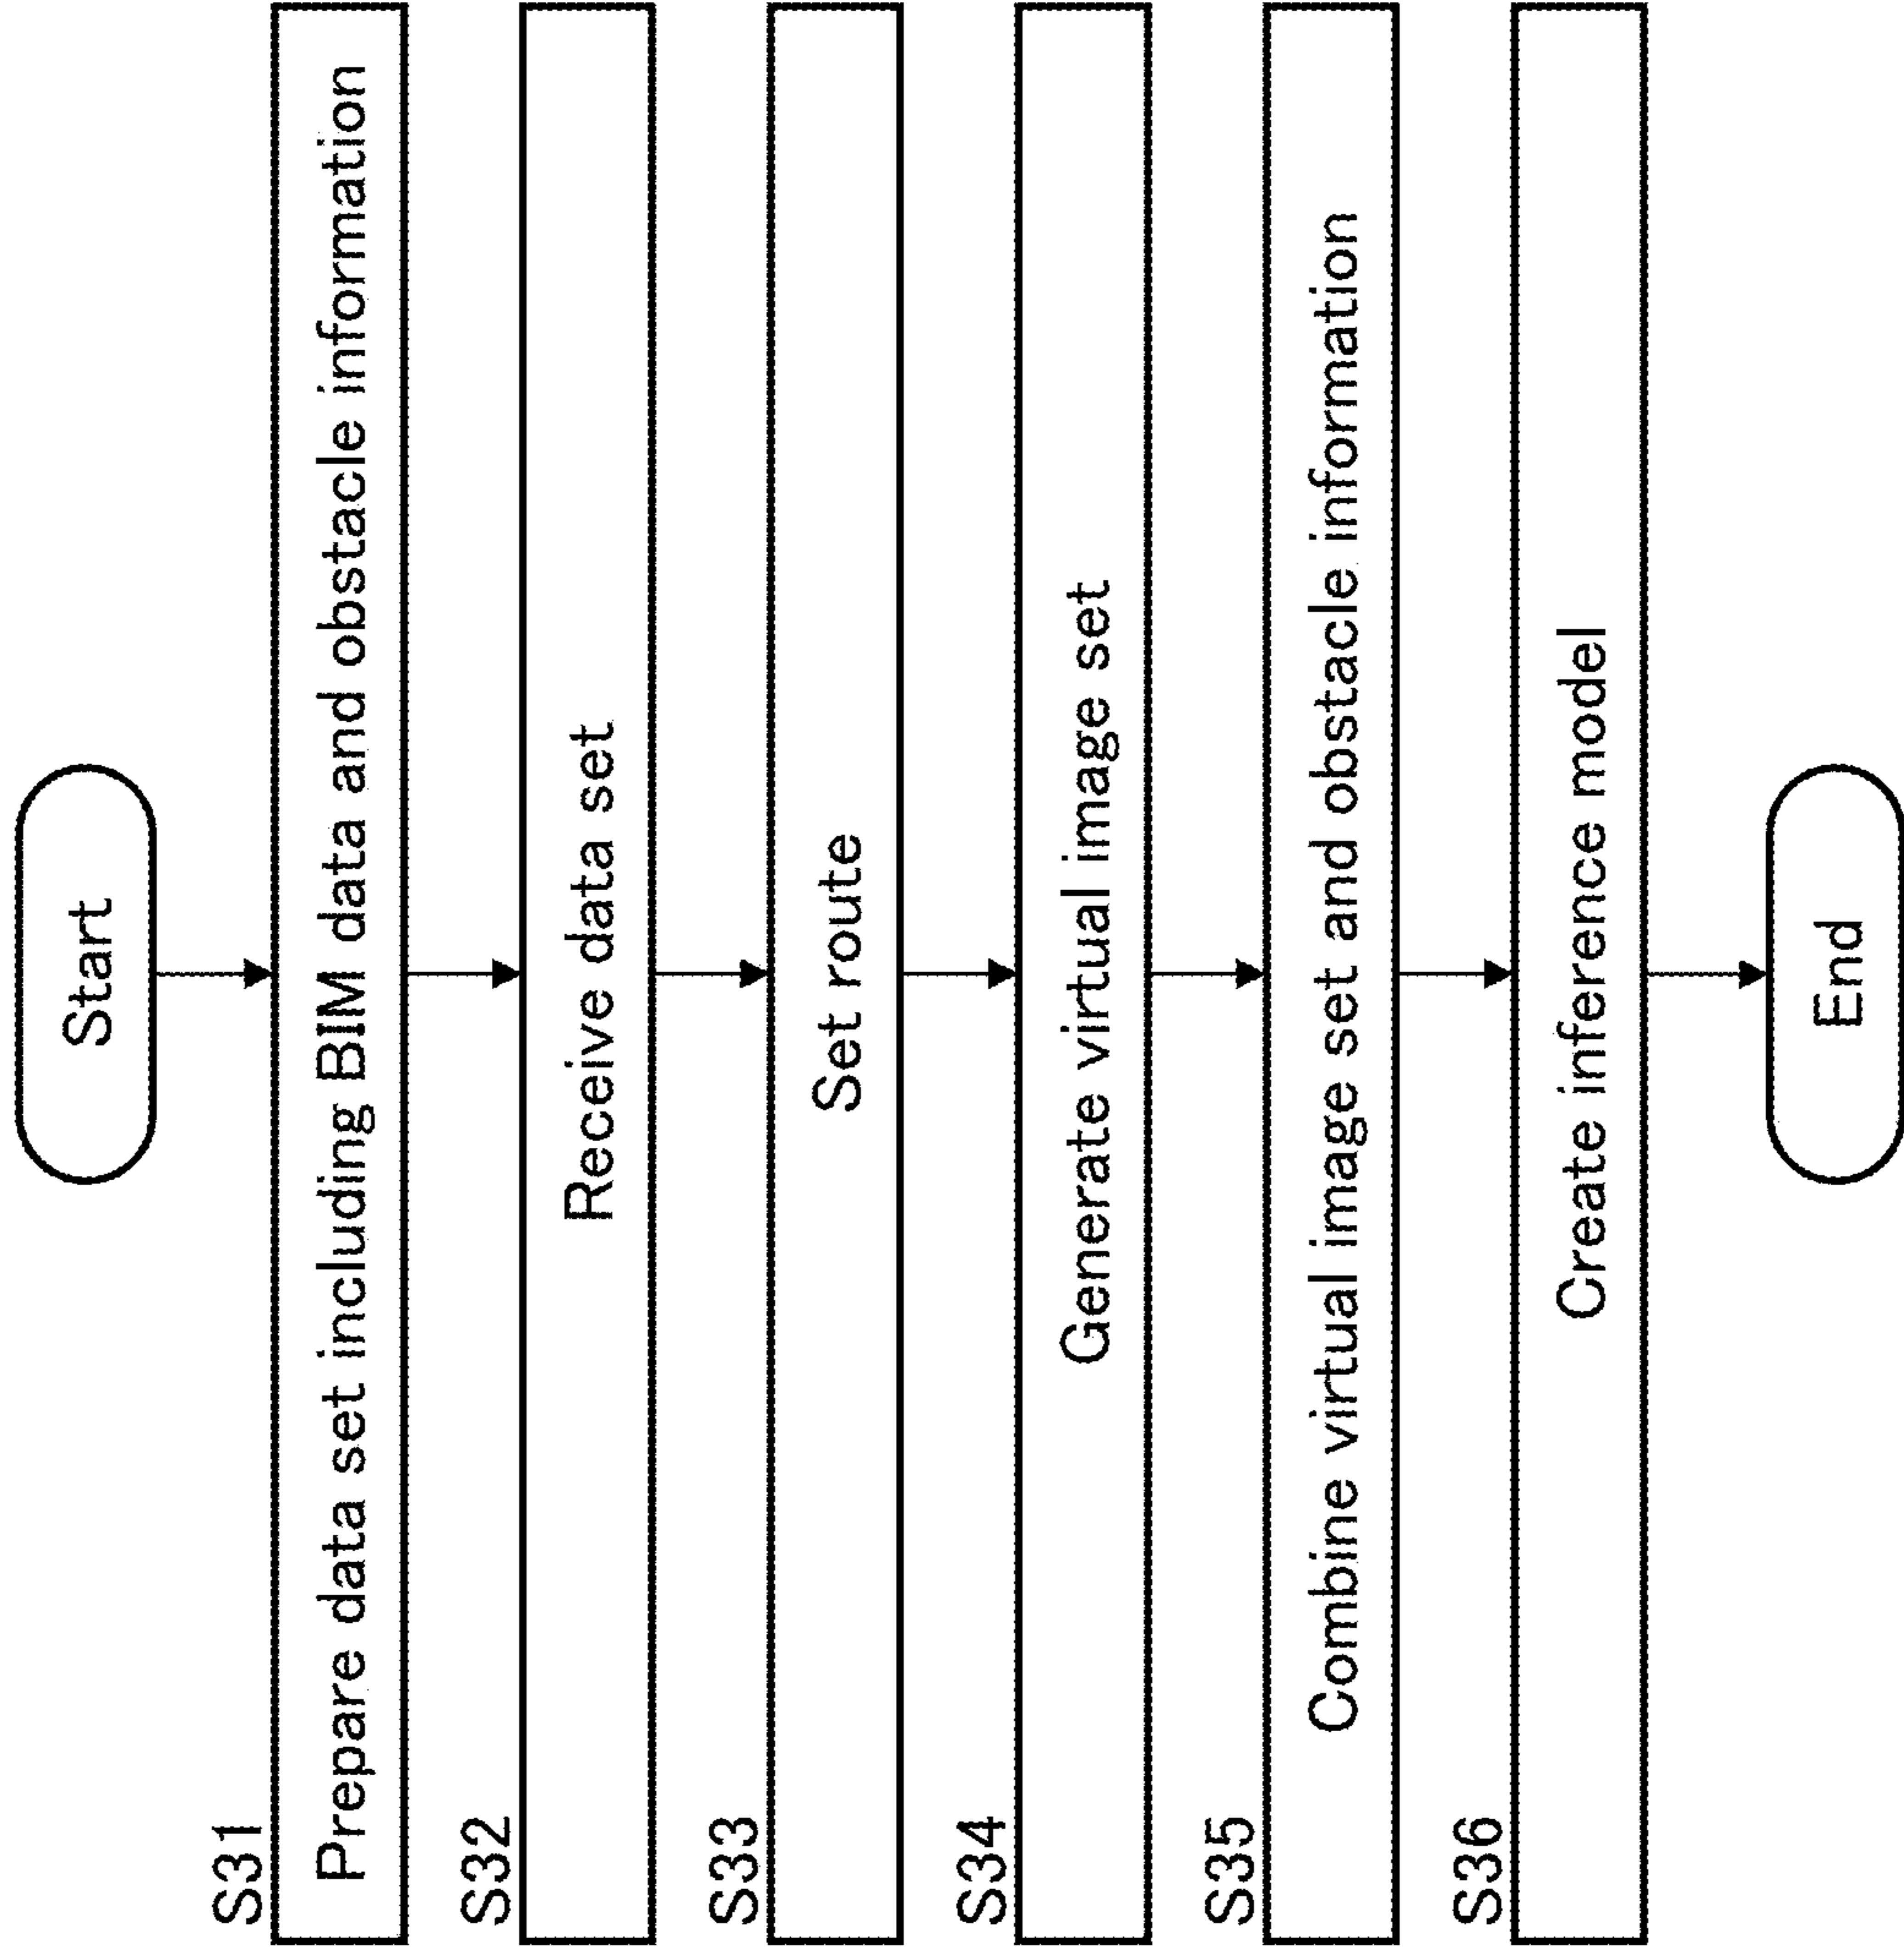 Start
S31
Prepare data set including BIM data and obstacle information
S32
Receive data set
S33
Set route
S34
Generate virtual image set
S35
Combine virtual image set and obstacle information
S36
Create inference model
End